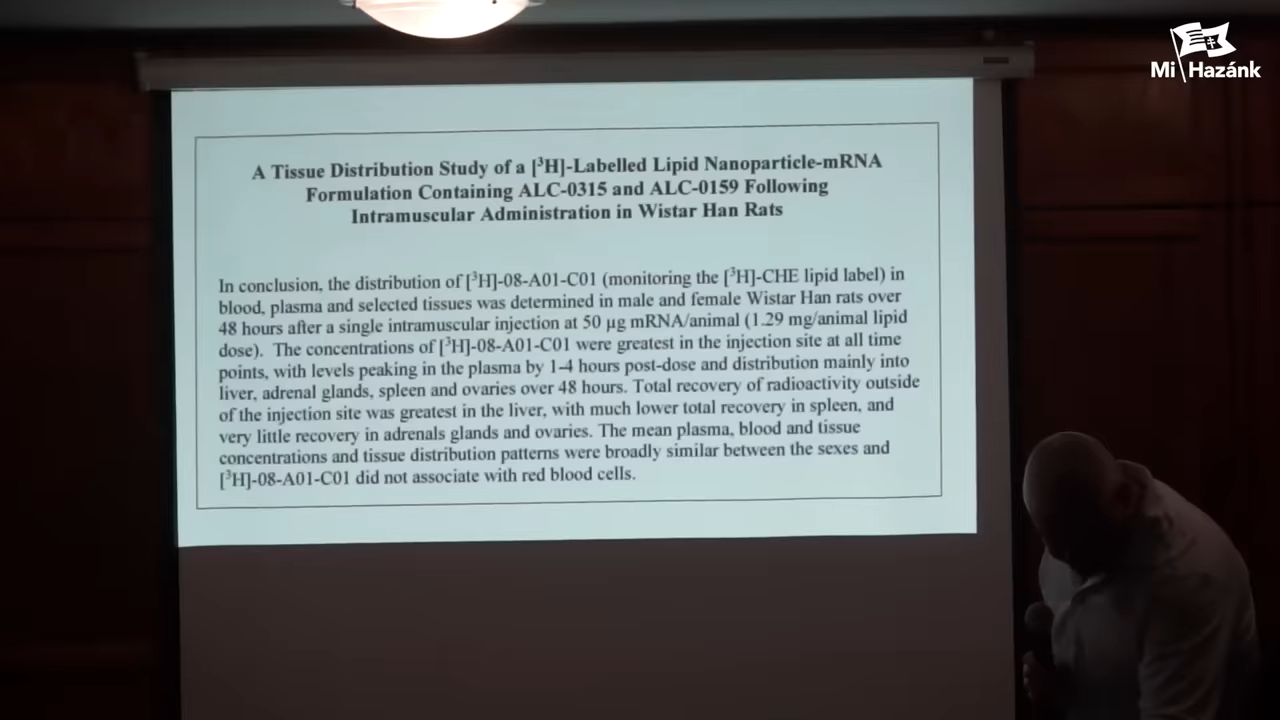 Mi Hazánk
A Tissue Distribution Study of a [³H]-Labelled Lipid Nanoparticle-mRNA
Formulation Containing ALC-0315 and ALC-0159 Following
Intramuscular Administration in Wistar Han Rats
In conclusion, the distribution of [³H]-08-A01-C01 (monitoring the [³H]-CHE lipid label) in
blood, plasma and selected tissues was determined in male and female Wistar Han rats over
48 hours after a single intramuscular injection at 50 µg mRNA/animal (1.29 mg/animal lipid
dose). The concentrations of [³H]-08-A01-C01 were greatest in the injection site at all time
points, with levels peaking in the plasma by 1-4 hours post-dose and distribution mainly into
liver, adrenal glands, spleen and ovaries over 48 hours. Total recovery of radioactivity outside
of the injection site was greatest in the liver, with much lower total recovery in spleen, and
very little recovery in adrenals glands and ovaries. The mean plasma, blood and tissue
concentrations and tissue distribution patterns were broadly similar between the sexes and
[³H]-08-A01-C01 did not associate with red blood cells.